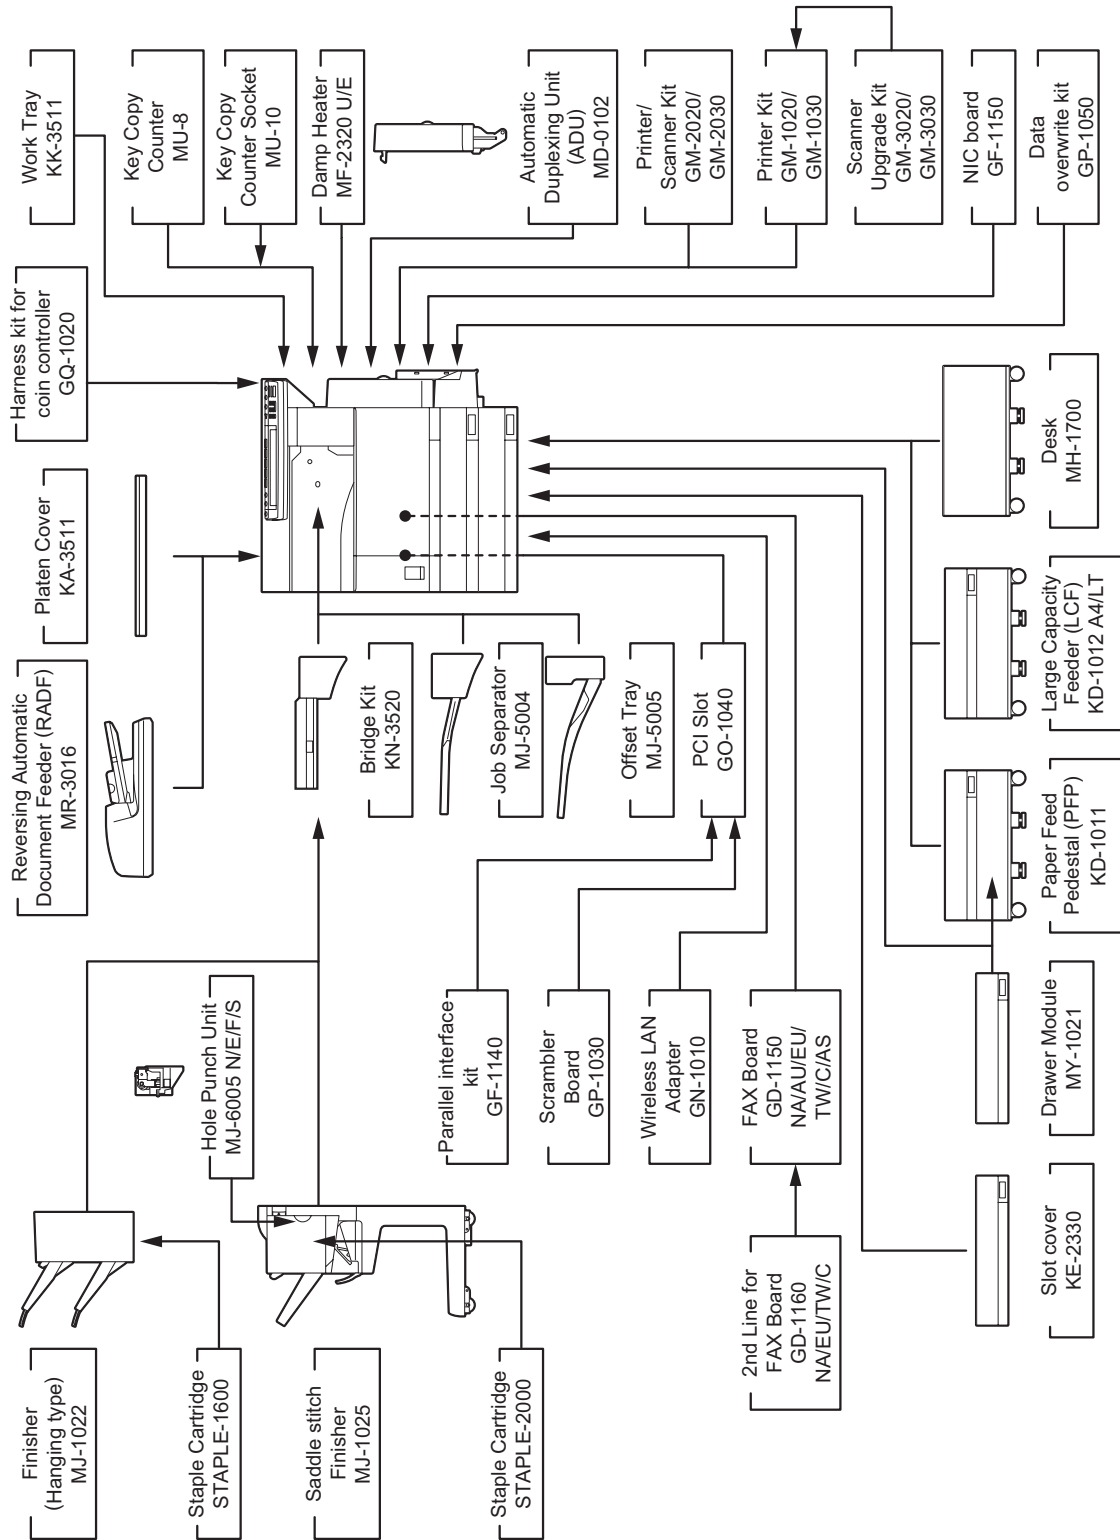 Finisher
(Hanging type)
MJ-1022
Staple Cartridge
STAPLE-1600
Saddle stitch
Finisher
MJ-1025
Staple Cartridge
STAPLE-2000
Hole Punch Unit
MJ-6005 N/E/F/S
Reversing Automatic
Document Feeder (RADF)
MR-3016
Platen Cover
KA-3511
Harness kit for
coin controller
GQ-1020
Work Tray
KK-3511
Key Copy
Counter
MU-8
Key Copy
Counter Socket
MU-10
Damp Heater
MF-2320 U/E
Automatic
Duplexing Unit
(ADU)
MD-0102
Printer/
Scanner Kit
GM-2020/
GM-2030
Printer Kit
GM-1020/
GM-1030
Scanner
Upgrade Kit
GM-3020/
GM-3030
NIC board
GF-1150
Data
overwrite kit
GP-1050
Bridge Kit
KN-3520
Job Separator
MJ-5004
Offset Tray
MJ-5005
PCI Slot
GO-1040
Parallel interface
kit
GF-1140
Scrambler
Board
GP-1030
Wireless LAN
Adapter
GN-1010
FAX Board
GD-1150
NA/AU/EU/
TW/C/AS
2nd Line for
FAX Board
GD-1160
NA/EU/TW/C
Slot cover
KE-2330
Drawer Module
MY-1021
Paper Feed
Pedestal (PFP)
KD-1011
Large Capacity
Feeder (LCF)
KD-1012 A4/LT
Desk
MH-1700